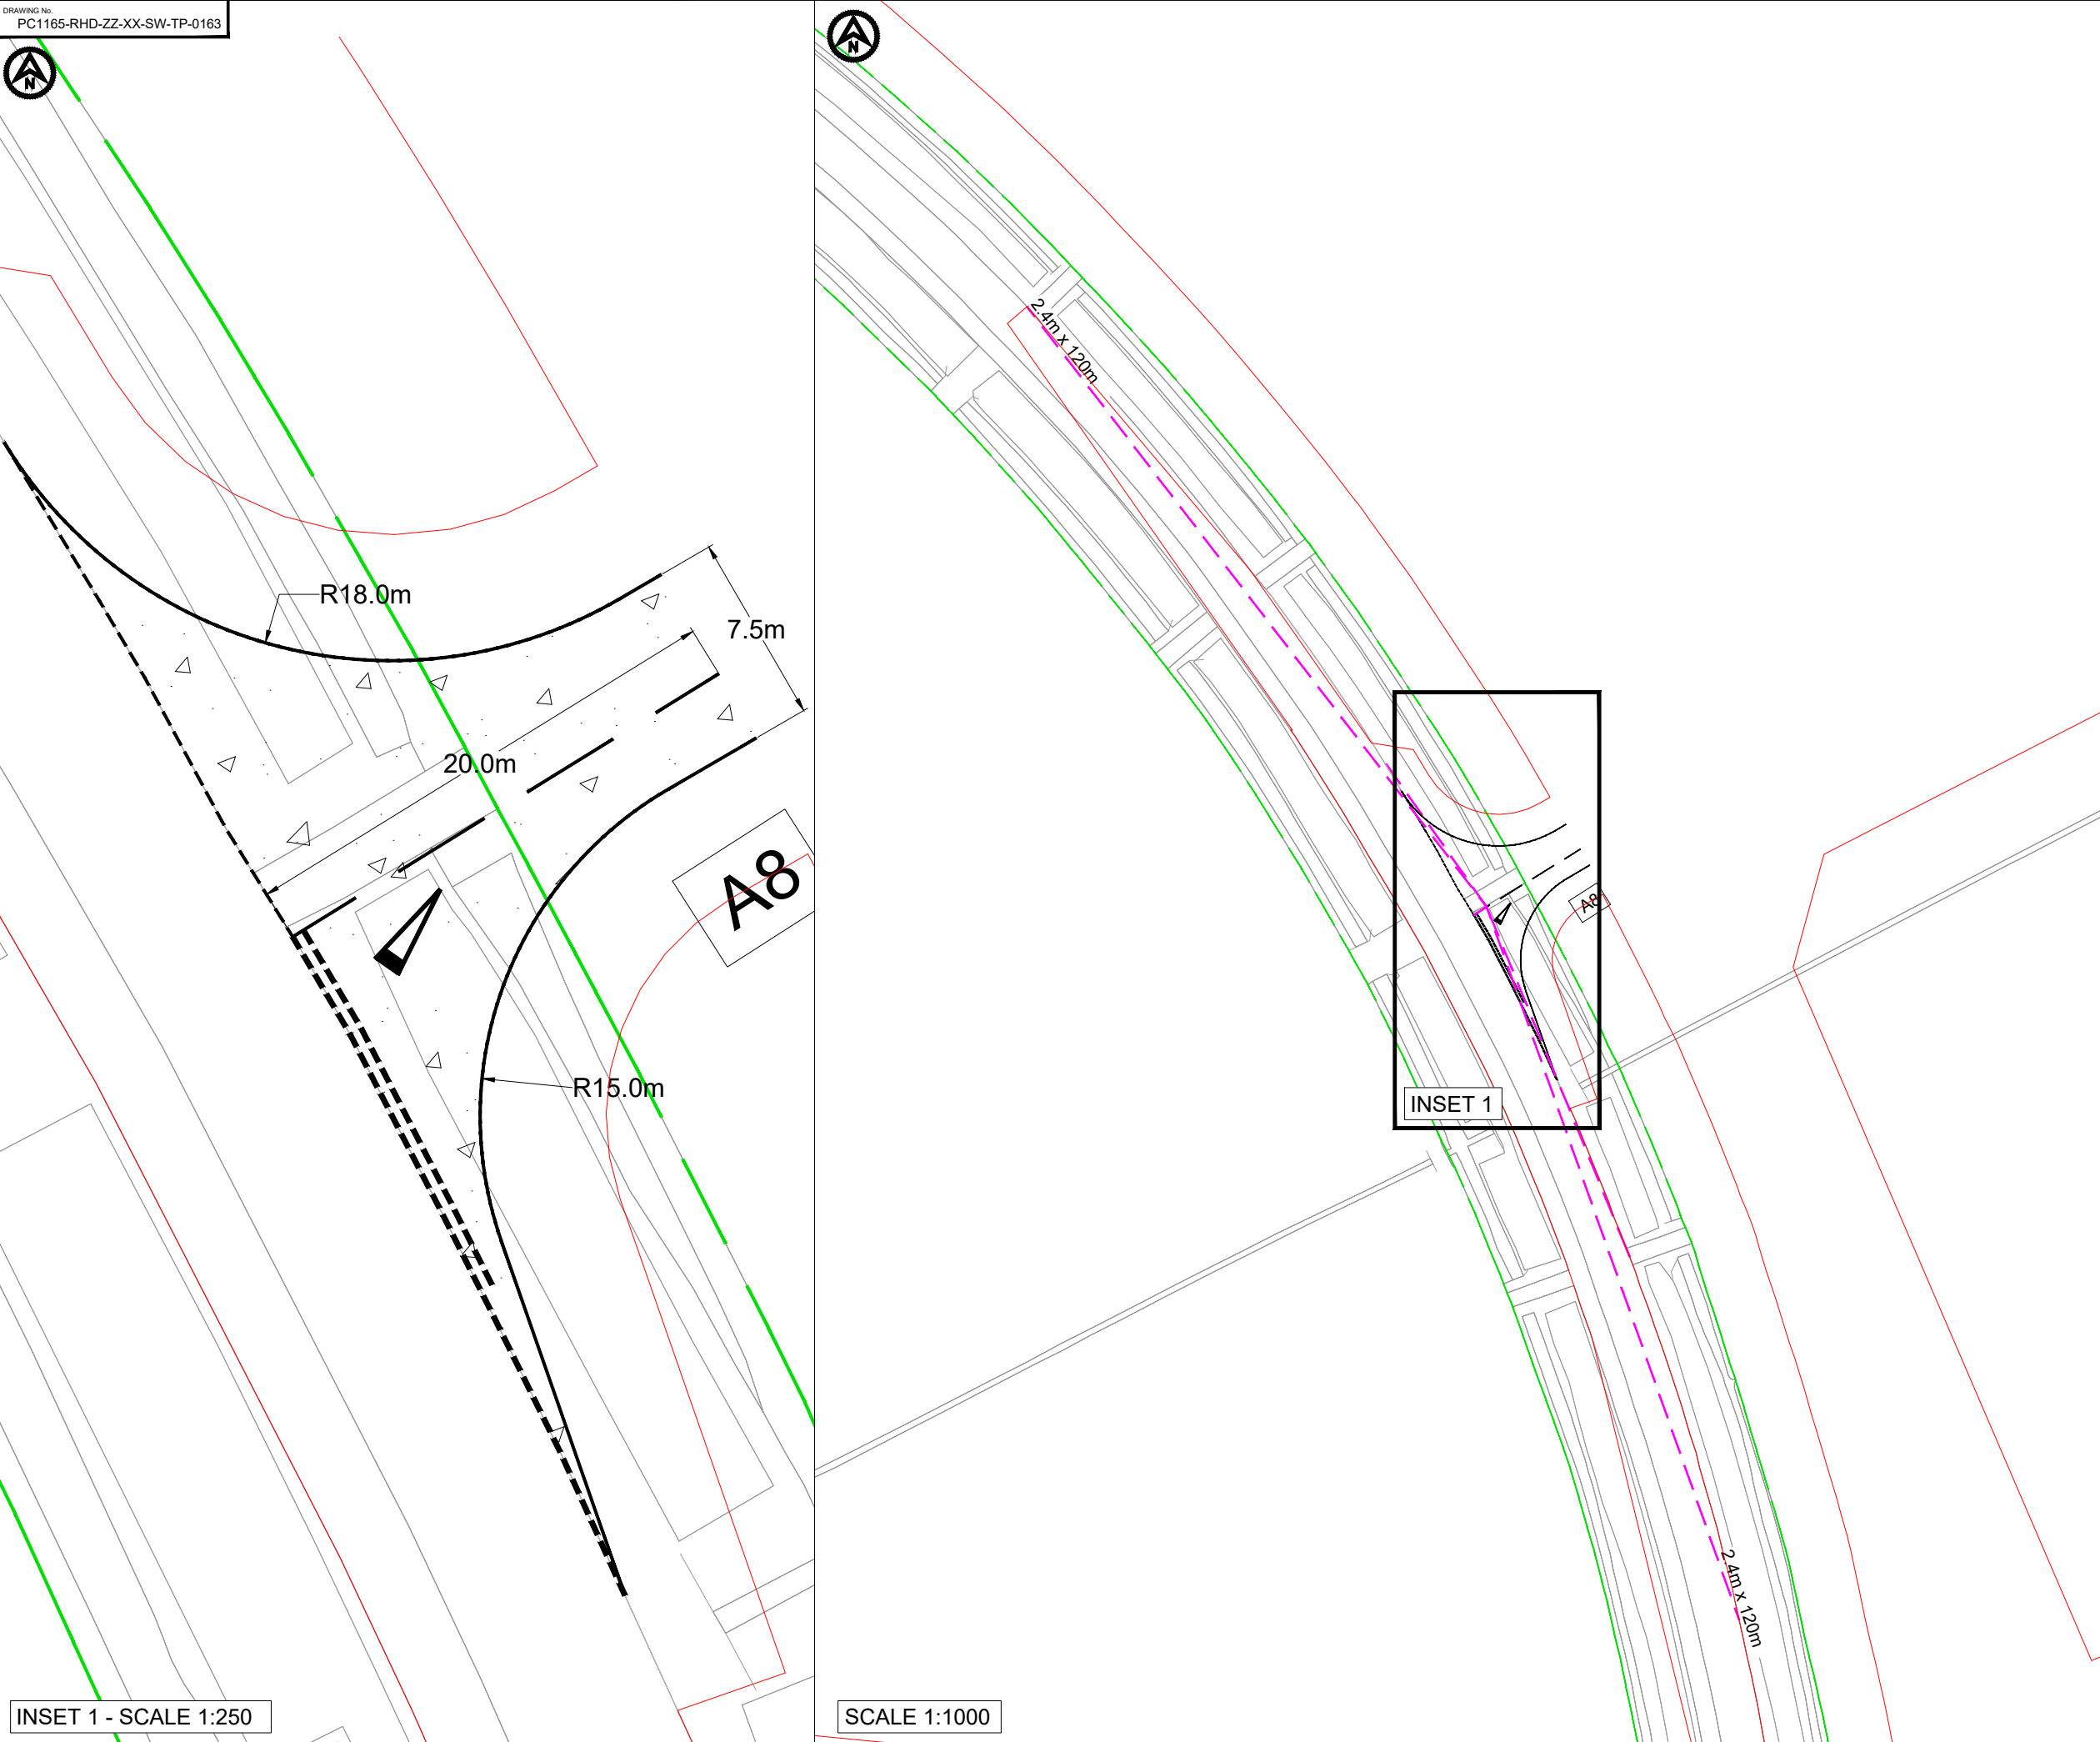 DRAWING No.
PC1165-RHD-ZZ-XX-SW-TP-0163
N
R18.0m
7.5m
20.0m
A8
R15.0m
INSET 1 - SCALE 1:250
N
2.4m x 120m
A8
INSET 1
2.4m x 120m
SCALE 1:1000